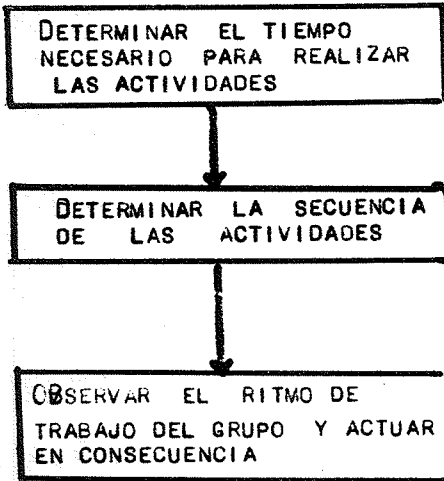 DETERMINAR EL TIEMPO
NECESARIO PARA REALIZAR
LAS ACTIVIDADES
DETERMINAR LA SECUENCIA
DE LAS ACTIVIDADES
OBSERVAR EL RITMO DE
TRABAJO DEL GRUPO Y ACTUAR
EN CONSECUENCIA